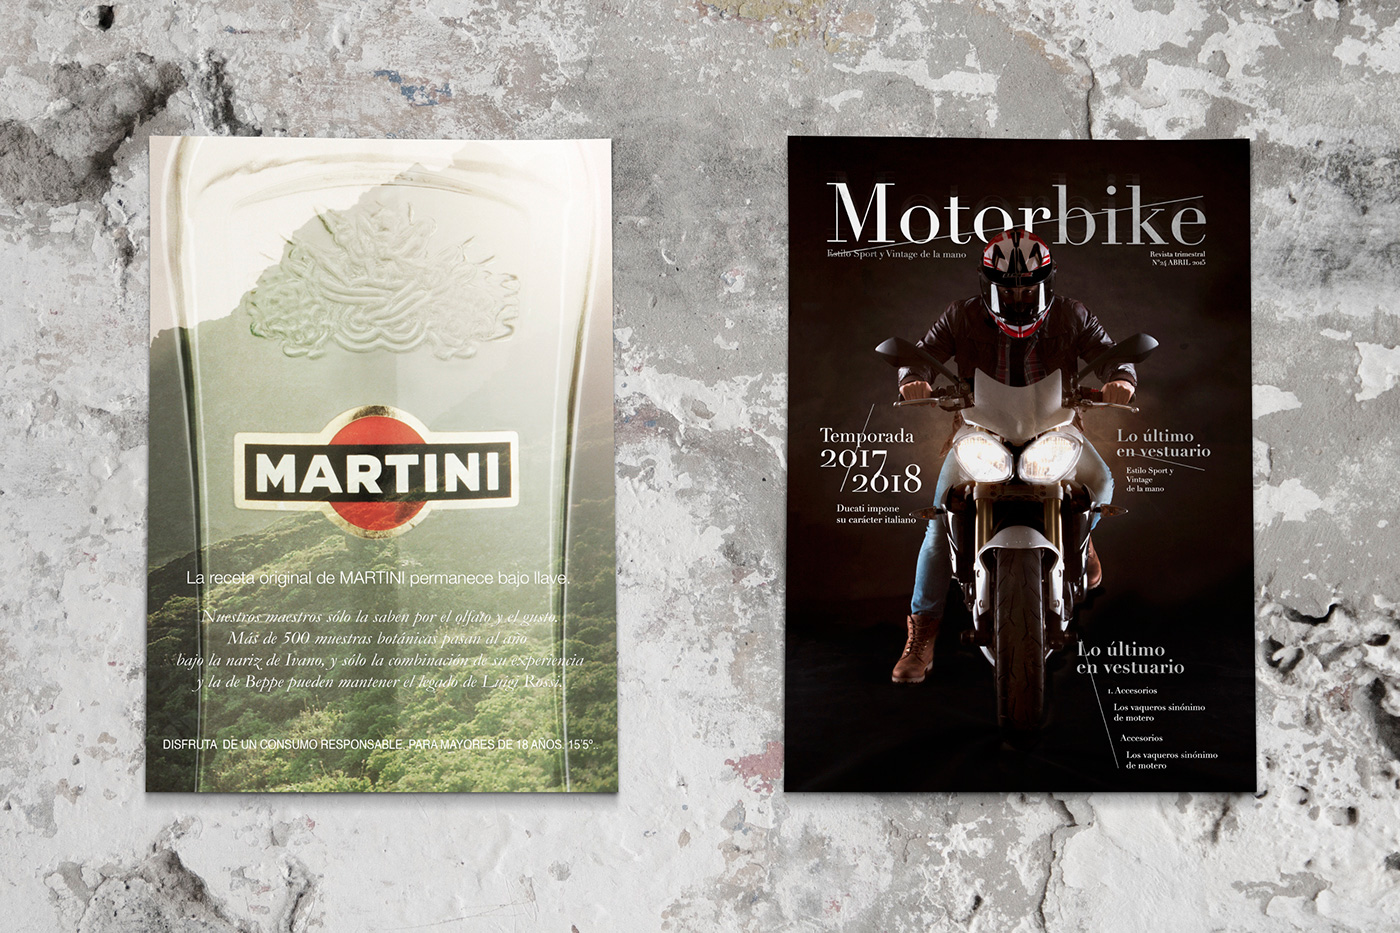 MARTINI
La receta original de MARTINI permanece bajo llave.
Nuestros maestros sólo la saben por el olfato y el gusto.
Más de 500 muestras botánicas pasan al año
bajo la nariz de Ivano, y sólo la combinación de su experiencia
y la de Beppe pueden mantener el legado de Luigi Rossi.
DISFRUTA DE UN CONSUMO RESPONSABLE. PARA MAYORES DE 18 AÑOS. 15'5º..
Motorbike
Estilo Sport y Vintage de la mano
Revista trimestral
Nº24 ABRIL 2015
Temporada
2017
/2018
Ducati impone
su carácter italiano
Lo último
en vestuario
Estilo Sport y
Vintage
de la mano
Lo último
en vestuario
1. Accesorios
Los vaqueros sinónimo
de motero
Accesorios
Los vaqueros sinónimo
de motero